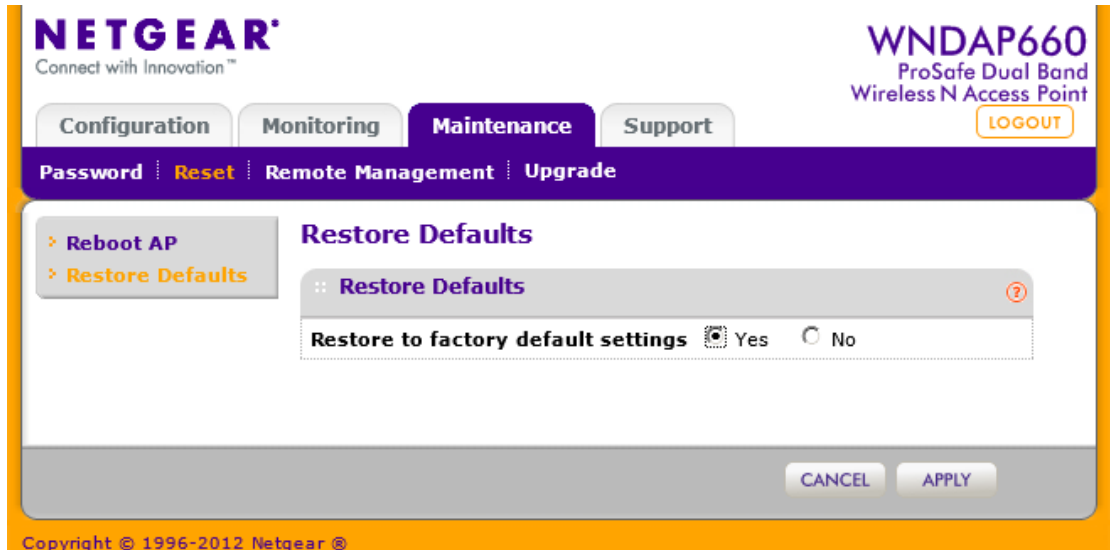 NETGEAR®
Connect with Innovation™
WNDAP660
ProSafe Dual Band
Wireless N Access Point
LOGOUT
Configuration Monitoring Maintenance Support
Password Reset Remote Management Upgrade
Reboot AP
Restore Defaults
Restore Defaults
Restore Defaults
?
Restore to factory default settings Yes No
CANCEL APPLY
Copyright © 1996-2012 Netgear ®